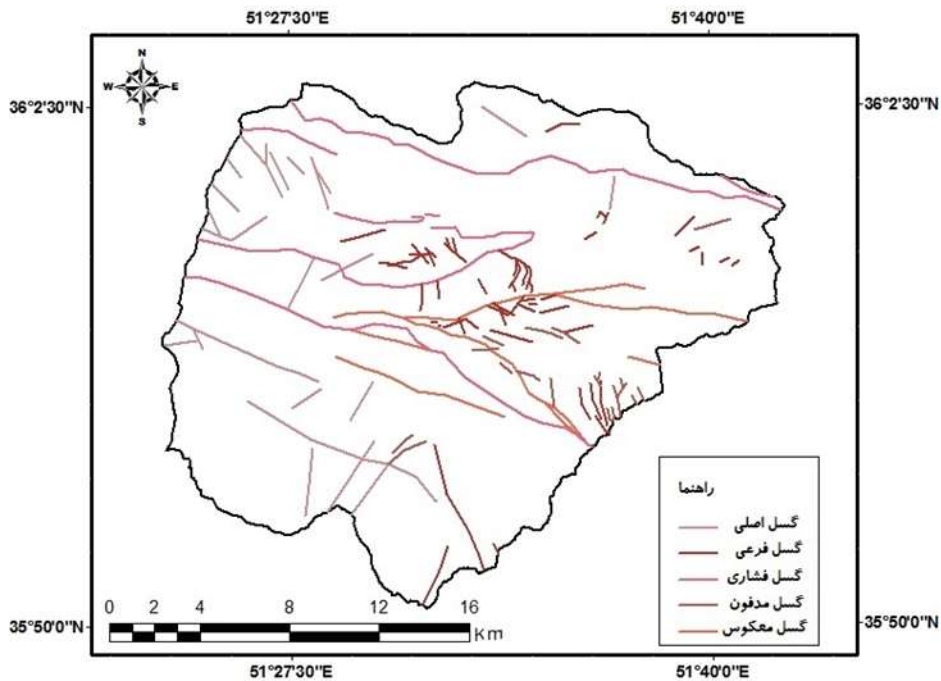 51°27'30"E 51°40'0"E
N
W E
S
36°2'30"N 36°2'30"N
راهنما
گسل اصلی
گسل فرعی
گسل فشاری
گسل مدفون
گسل معکوس
0 2 4 8 12 16
Km
35°50'0"N 35°50'0"N
51°27'30"E 51°40'0"E